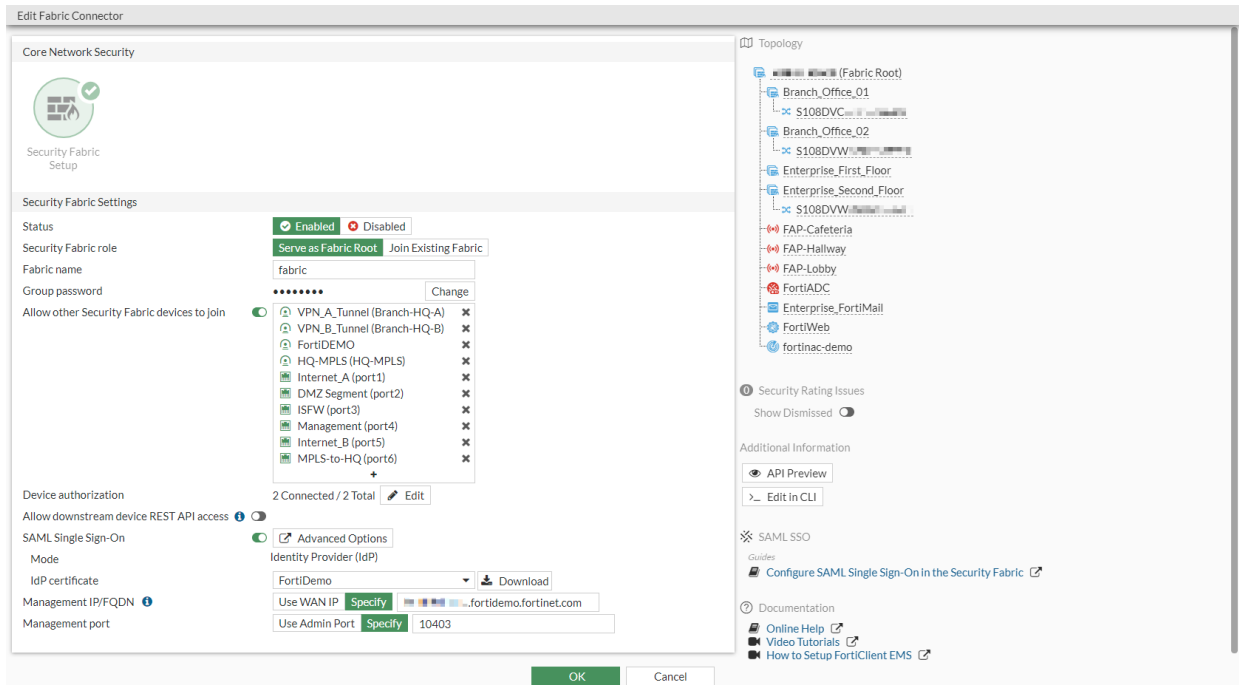 Edit Fabric Connector
Core Network Security
Security Fabric
Setup
Security Fabric Settings
Status Enabled Disabled
Security Fabric role Serve as Fabric Root Join Existing Fabric
Fabric name fabric
Group password •••••••• Change
Allow other Security Fabric devices to join VPN_A_Tunnel (Branch-HQ-A)
VPN_B_Tunnel (Branch-HQ-B)
FortiDEMO
HQ-MPLS (HQ-MPLS)
Internet_A (port1)
DMZ Segment (port2)
ISFW (port3)
Management (port4)
Internet_B (port5)
MPLS-to-HQ (port6)
+
Device authorization 2 Connected / 2 Total Edit
Allow downstream device REST API access
SAML Single Sign-On Advanced Options
Mode Identity Provider (IdP)
IdP certificate FortiDemo Download
Management IP/FQDN Use WAN IP Specify .fortidemo.fortinet.com
Management port Use Admin Port Specify 10403
OK Cancel
Topology
(Fabric Root)
Branch_Office_01
S108DVC
Branch_Office_02
S108DVW
Enterprise_First_Floor
Enterprise_Second_Floor
S108DVW
FAP-Cafeteria
FAP-Hallway
FAP-Lobby
FortiADC
Enterprise_FortiMail
FortiWeb
fortinac-demo
0 Security Rating Issues
Show Dismissed
Additional Information
API Preview
>_ Edit in CLI
SAML SSO
Guides
Configure SAML Single Sign-On in the Security Fabric
Documentation
Online Help
Video Tutorials
How to Setup FortiClient EMS